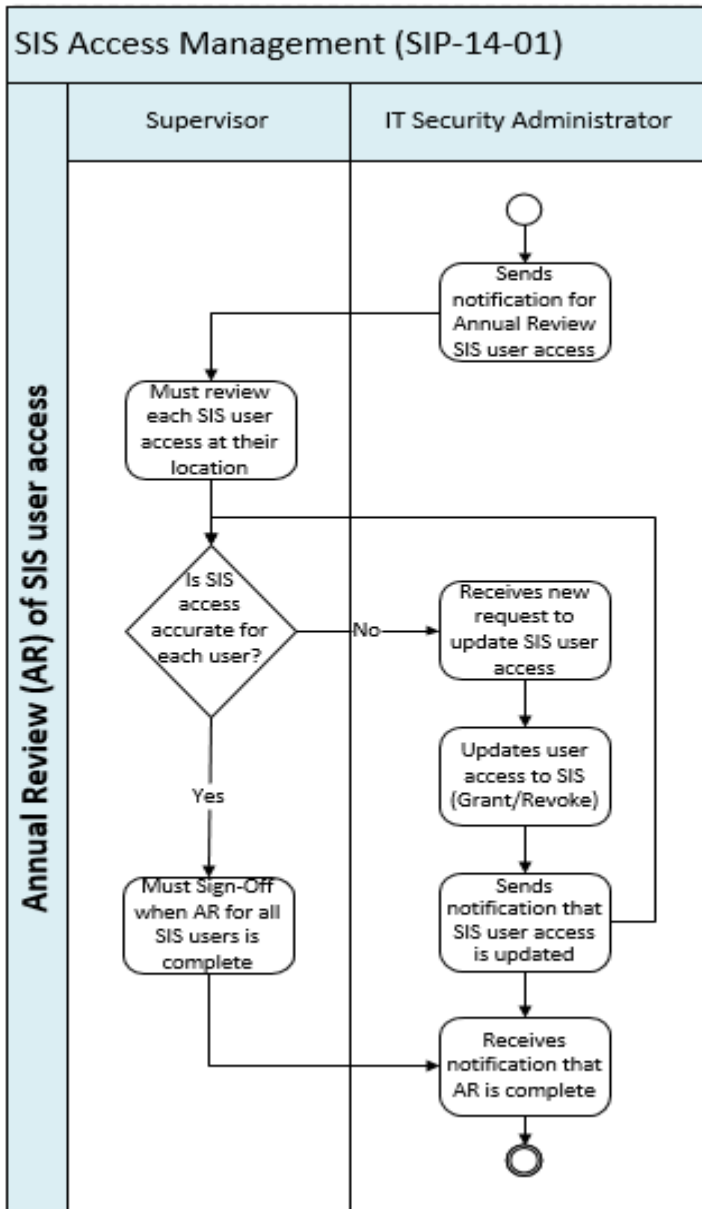 SIS Access Management (SIP-14-01)
Supervisor
IT Security Administrator
Annual Review (AR) of SIS user access
Sends
notification for
Annual Review
SIS user access
Must review
each SIS user
access at their
location
Is SIS
access
accurate for
each user?
No
Receives new
request to
update SIS user
access
Updates user
access to SIS
(Grant/Revoke)
Yes
Sends
notification that
SIS user access
is updated
Must Sign-Off
when AR for all
SIS users is
complete
Receives
notification that
AR is complete